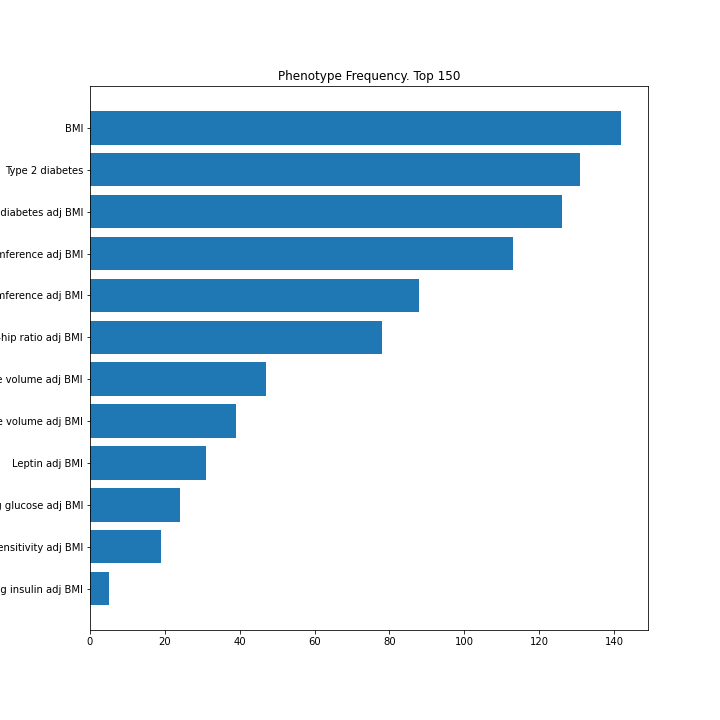 Phenotype Frequency. Top 150
BMI
Type 2 diabetes
diabetes adj BMI
ference adj BMI
ference adj BMI
hip ratio adj BMI
volume adj BMI
volume adj BMI
Leptin adj BMI
glucose adj BMI
ensitivity adj BMI
insulin adj BMI
0 20 40 60 80 100 120 140